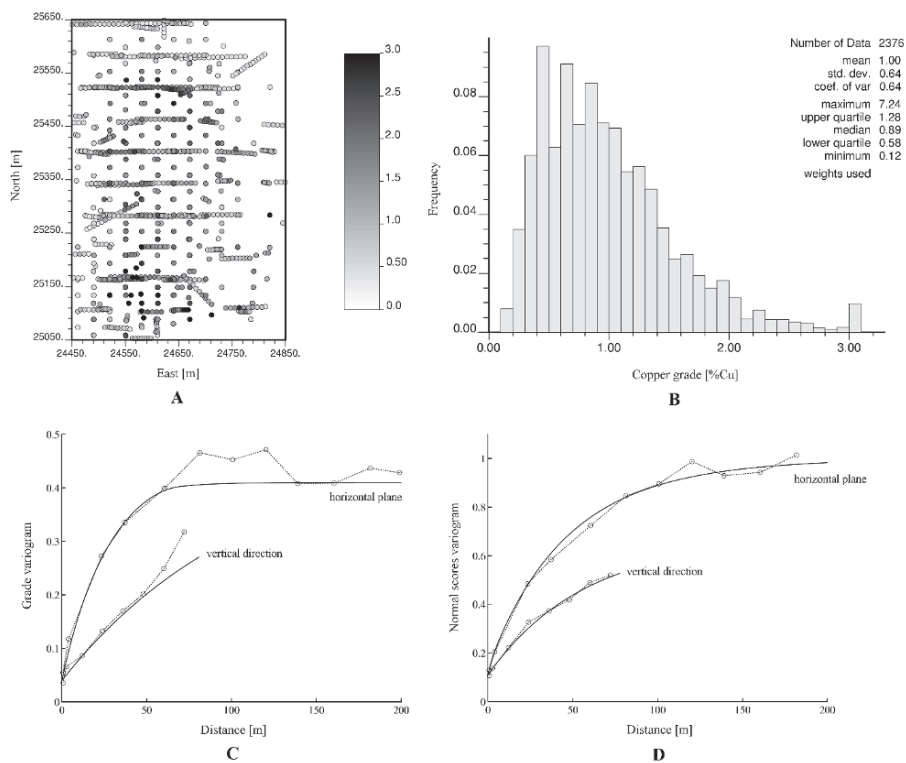 25650.
25550.
25450.
25350.
25250.
25150.
25050.
North [m]
24450.
24550.
24650.
24750.
24850.
East [m]
3.0
2.0
1.5
1.0
0.5
0.0
A
Number of Data 2376
mean 1.00
std. dev. 0.64
coef. of var 0.64
maximum 7.24
upper quartile 1.28
median 0.89
lower quartile 0.58
minimum 0.12
weights used
Frequency
0.08
0.06
0.04
0.02
0.00
0.00
1.00
2.00
3.00
Copper grade [%Cu]
B
Grade variogram
0.5
0.4
0.3
0.2
0.1
0
horizontal plane
vertical direction
0
50
100
150
200
Distance [m]
C
Normal scores variogram
1
0.8
0.6
0.4
0.2
0
horizontal plane
vertical direction
0
50
100
150
200
Distance [m]
D